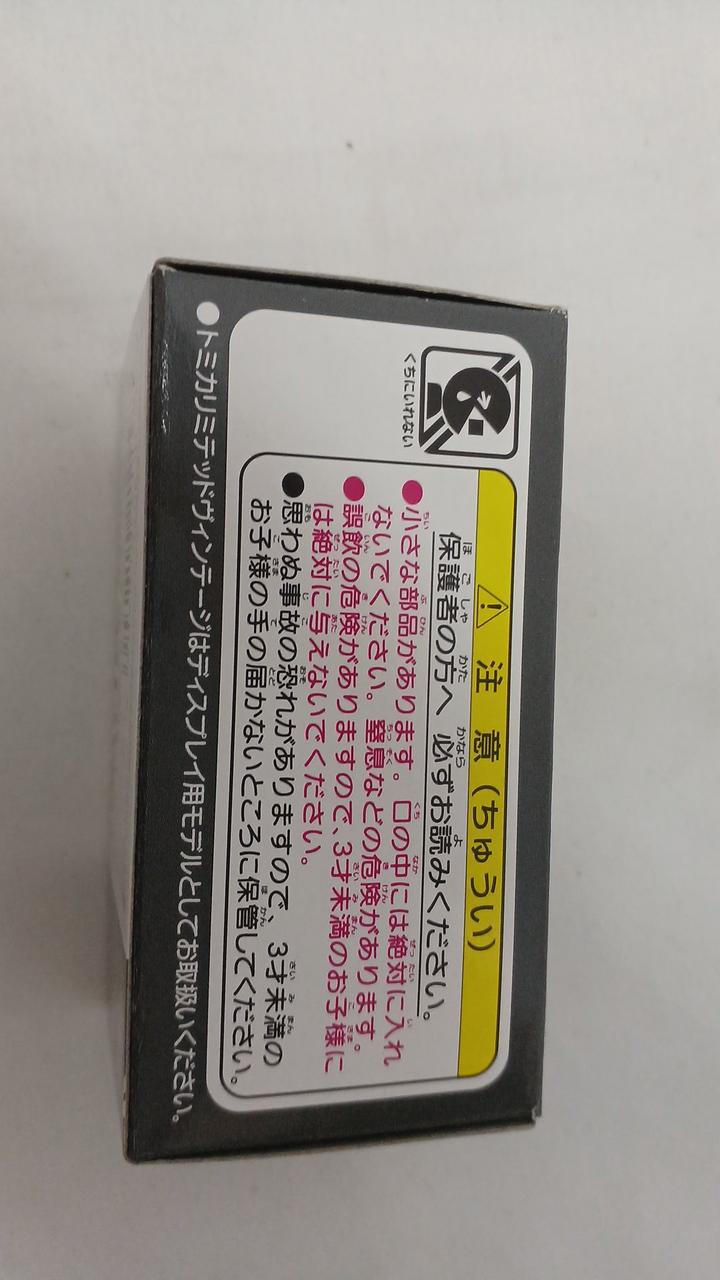 くちにいれない
注意（ちゅうい）
保護者の方へ 必ずお読みください。
●小さな部品があります。口の中には絶対に入れ
ないでください。窒息などの危険があります。
●誤飲の危険がありますので、3才未満のお子様に
は絶対に与えないでください。
●思わぬ事故の恐れがありますので、3才未満の
お子様の手の届かないところに保管してください。
●トミカリミテッドヴィンテージはディスプレイ用モデルとしてお取扱いください。